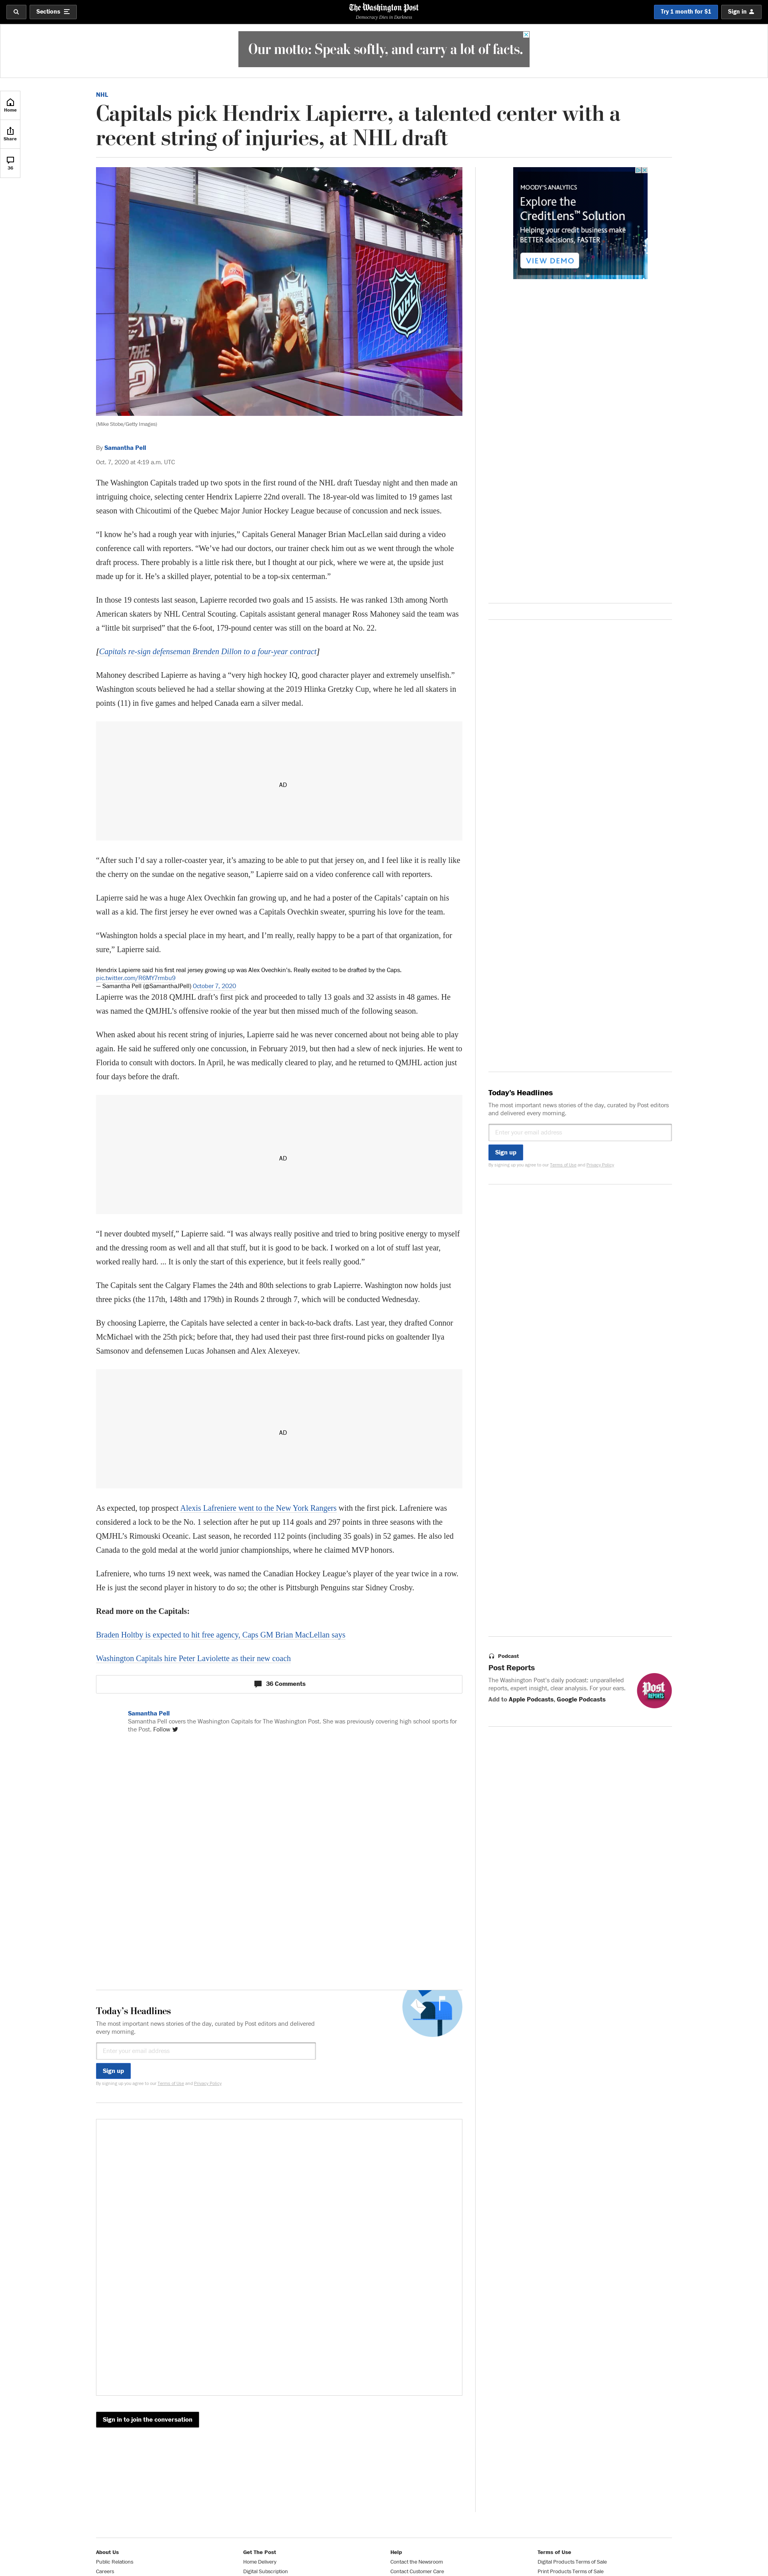 Sections
The Washington Post
Democracy Dies in Darkness
Try 1 month for $1
Sign in
Our motto: Speak softly, and carry a lot of facts.
Home
Share
36
NHL
Capitals pick Hendrix Lapierre, a talented center with a
recent string of injuries, at NHL draft
MOODY'S ANALYTICS
Explore the
CreditLens™ Solution
Helping your credit business make
BETTER decisions, FASTER
VIEW DEMO
(Mike Stobe/Getty Images)
By Samantha Pell
Oct. 7, 2020 at 4:19 a.m. UTC
The Washington Capitals traded up two spots in the first round of the NHL draft Tuesday night and then made an
intriguing choice, selecting center Hendrix Lapierre 22nd overall. The 18-year-old was limited to 19 games last
season with Chicoutimi of the Quebec Major Junior Hockey League because of concussion and neck issues.
“I know he’s had a rough year with injuries,” Capitals General Manager Brian MacLellan said during a video
conference call with reporters. “We’ve had our doctors, our trainer check him out as we went through the whole
draft process. There probably is a little risk there, but I thought at our pick, where we were at, the upside just
made up for it. He’s a skilled player, potential to be a top-six centerman.”
In those 19 contests last season, Lapierre recorded two goals and 15 assists. He was ranked 13th among North
American skaters by NHL Central Scouting. Capitals assistant general manager Ross Mahoney said the team was
a “little bit surprised” that the 6-foot, 179-pound center was still on the board at No. 22.
[Capitals re-sign defenseman Brenden Dillon to a four-year contract]
Mahoney described Lapierre as having a “very high hockey IQ, good character player and extremely unselfish.”
Washington scouts believed he had a stellar showing at the 2019 Hlinka Gretzky Cup, where he led all skaters in
points (11) in five games and helped Canada earn a silver medal.
AD
“After such I’d say a roller-coaster year, it’s amazing to be able to put that jersey on, and I feel like it is really like
the cherry on the sundae on the negative season,” Lapierre said on a video conference call with reporters.
Lapierre said he was a huge Alex Ovechkin fan growing up, and he had a poster of the Capitals’ captain on his
wall as a kid. The first jersey he ever owned was a Capitals Ovechkin sweater, spurring his love for the team.
“Washington holds a special place in my heart, and I’m really, really happy to be a part of that organization, for
sure,” Lapierre said.
Hendrix Lapierre said his first real jersey growing up was Alex Ovechkin's. Really excited to be drafted by the Caps.
pic.twitter.com/R6MY7rmbu9
— Samantha Pell (@SamanthaJPell) October 7, 2020
Lapierre was the 2018 QMJHL draft’s first pick and proceeded to tally 13 goals and 32 assists in 48 games. He
was named the QMJHL’s offensive rookie of the year but then missed much of the following season.
When asked about his recent string of injuries, Lapierre said he was never concerned about not being able to play
again. He said he suffered only one concussion, in February 2019, but then had a slew of neck injuries. He went to
Florida to consult with doctors. In April, he was medically cleared to play, and he returned to QMJHL action just
four days before the draft.
AD
“I never doubted myself,” Lapierre said. “I was always really positive and tried to bring positive energy to myself
and the dressing room as well and all that stuff, but it is good to be back. I worked on a lot of stuff last year,
worked really hard. ... It is only the start of this experience, but it feels really good.”
The Capitals sent the Calgary Flames the 24th and 80th selections to grab Lapierre. Washington now holds just
three picks (the 117th, 148th and 179th) in Rounds 2 through 7, which will be conducted Wednesday.
By choosing Lapierre, the Capitals have selected a center in back-to-back drafts. Last year, they drafted Connor
McMichael with the 25th pick; before that, they had used their past three first-round picks on goaltender Ilya
Samsonov and defensemen Lucas Johansen and Alex Alexeyev.
AD
As expected, top prospect Alexis Lafreniere went to the New York Rangers with the first pick. Lafreniere was
considered a lock to be the No. 1 selection after he put up 114 goals and 297 points in three seasons with the
QMJHL’s Rimouski Oceanic. Last season, he recorded 112 points (including 35 goals) in 52 games. He also led
Canada to the gold medal at the world junior championships, where he claimed MVP honors.
Lafreniere, who turns 19 next week, was named the Canadian Hockey League’s player of the year twice in a row.
He is just the second player in history to do so; the other is Pittsburgh Penguins star Sidney Crosby.
Read more on the Capitals:
Braden Holtby is expected to hit free agency, Caps GM Brian MacLellan says
Washington Capitals hire Peter Laviolette as their new coach
36 Comments
Samantha Pell
Samantha Pell covers the Washington Capitals for The Washington Post. She was previously covering high school sports for
the Post. Follow
Today's Headlines
The most important news stories of the day, curated by Post editors
and delivered every morning.
Enter your email address
Sign up
By signing up you agree to our Terms of Use and Privacy Policy
Podcast
Post Reports
The Washington Post's daily podcast: unparalleled
reports, expert insight, clear analysis. For your ears.
Add to Apple Podcasts, Google Podcasts
Post
REPORTS
Today's Headlines
The most important news stories of the day, curated by Post editors and delivered
every morning.
Enter your email address
Sign up
By signing up you agree to our Terms of Use and Privacy Policy
Sign in to join the conversation
About Us
Public Relations
Careers
Get The Post
Home Delivery
Digital Subscription
Help
Contact the Newsroom
Contact Customer Care
Terms of Use
Digital Products Terms of Sale
Print Products Terms of Sale